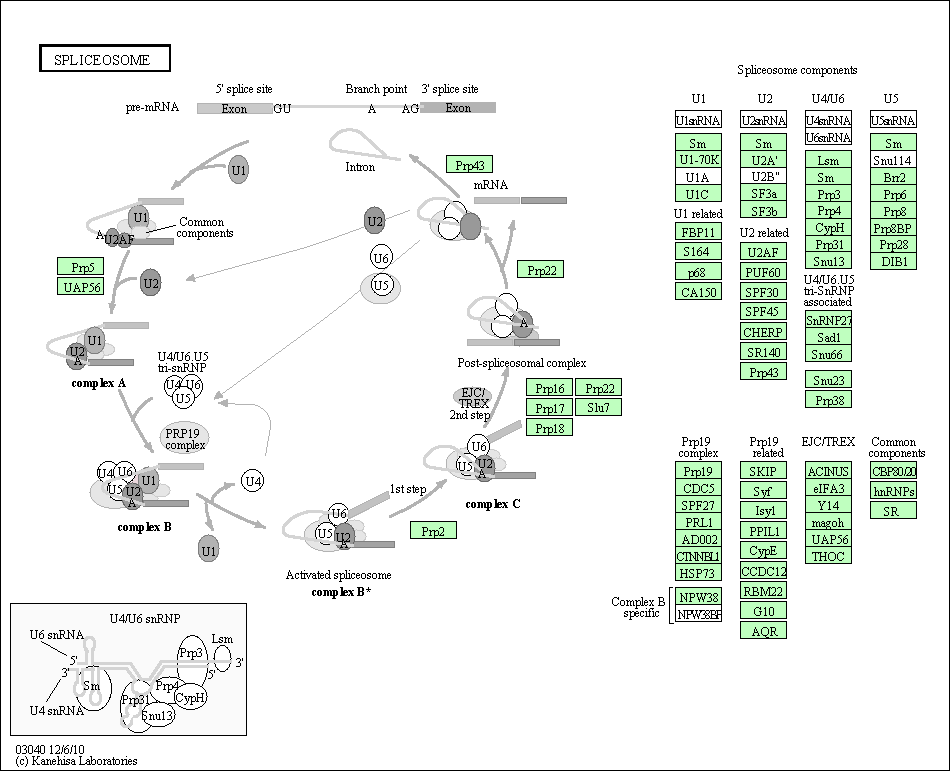 SPLICEOSOME
5' splice site
Branch point
3' splice site
pre-mRNA
Exon
GU
A
AG
Exon
Intron
U1
Prp43
mRNA
U1
A
U2AF
Common
components
U2
U6
U5
Prp5
UAP56
U2
Prp22
A
U2
A
U1
complex A
U4/U6.U5
tri-snRNP
U4 U6
U5
Post-spliceosomal complex
EJC/
TREX
2nd step
Prp16
Prp22
Prp17
Slu7
Prp18
PRP19
complex
U4
U6
U5
U1
U2
A
complex B
U4
U1
U6
U5
U2
A
complex C
1st step
U6
U5
U2
A
Prp2
Activated spliceosome
complex B*
Spliceosome components
U1
U1snRNA
Sm
U1-70K
U1A
U1C
U1 related
FBP11
S164
p68
CA150
U2
U2snRNA
Sm
U2A'
U2B"
SF3a
SF3b
U2 related
U2AF
PUF60
SPF30
SPF45
CHERP
SR140
Prp43
U4/U6
U4snRNA
U6snRNA
Lsm
Sm
Prp3
Prp4
CypH
Prp31
Snu13
U4/U6.U5
tri-SnRNP
associated
SnRNP27
Sad1
Snu66
Snu23
Prp38
U5
U5snRNA
Sm
Snu114
Brr2
Prp6
Prp8
Prp8BP
Prp28
DIB1
Prp19
complex
Prp19
CDC5
SPF27
PRL1
AD002
CTNNBL1
HSP73
Complex B
specific
NPW38
NPW38BP
Prp19
related
SKIP
Syf
Isy1
PPIL1
CypE
CCDC12
RBM22
G10
AQR
EJC/TREX
ACINUS
eIFA3
Y14
magoh
UAP56
THOC
Common
components
CBP80/20
hnRNPs
SR
U4/U6 snRNP
U6 snRNA
5'
3'
Sm
U4 snRNA
Prp3
Lsm
3'
5'
Prp4
Prp31
CypH
Snu13
03040 12/6/10
(c) Kanehisa Laboratories